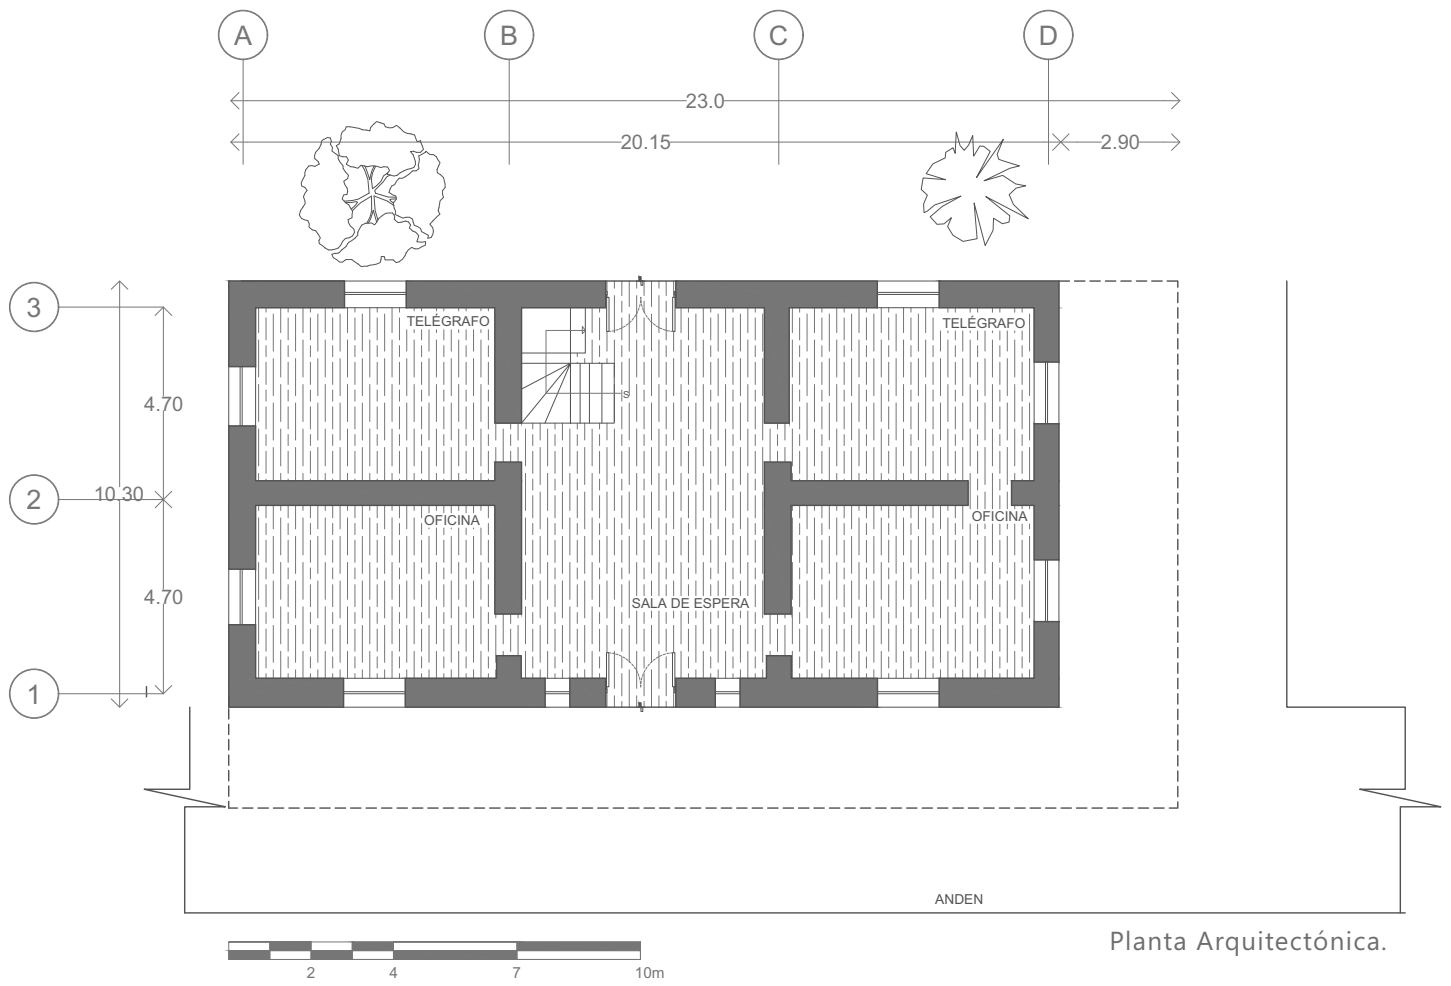 A B C D
23.0
20.15 2.90
3
TELÉGRAFO TELÉGRAFO
S
4.70
10.30
2
OFICINA OFICINA
4.70
SALA DE ESPERA
1
ANDEN
Planta Arquitectónica.
2 4 7 10m